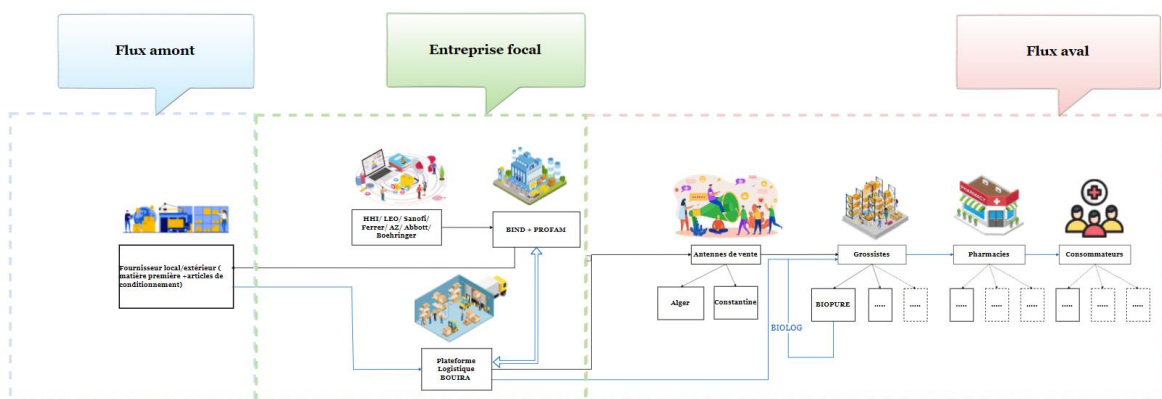 Flux amont
Entreprise focal
Flux aval
HHI/ LEO/ Sanofi/
Ferrer/ AZ/ Abbott/
Boehringer
BIND + PROFAM
Fournisseur local/extérieur (
matière première +articles de
conditionnement)
Antennes de vente
Grossistes
Pharmacies
Consommateurs
Alger
Constantine
BIOPURE
.....
.....
.....
.....
.....
.....
.....
.....
BIOLOG
Plateforme
Logistique
BOUIRA